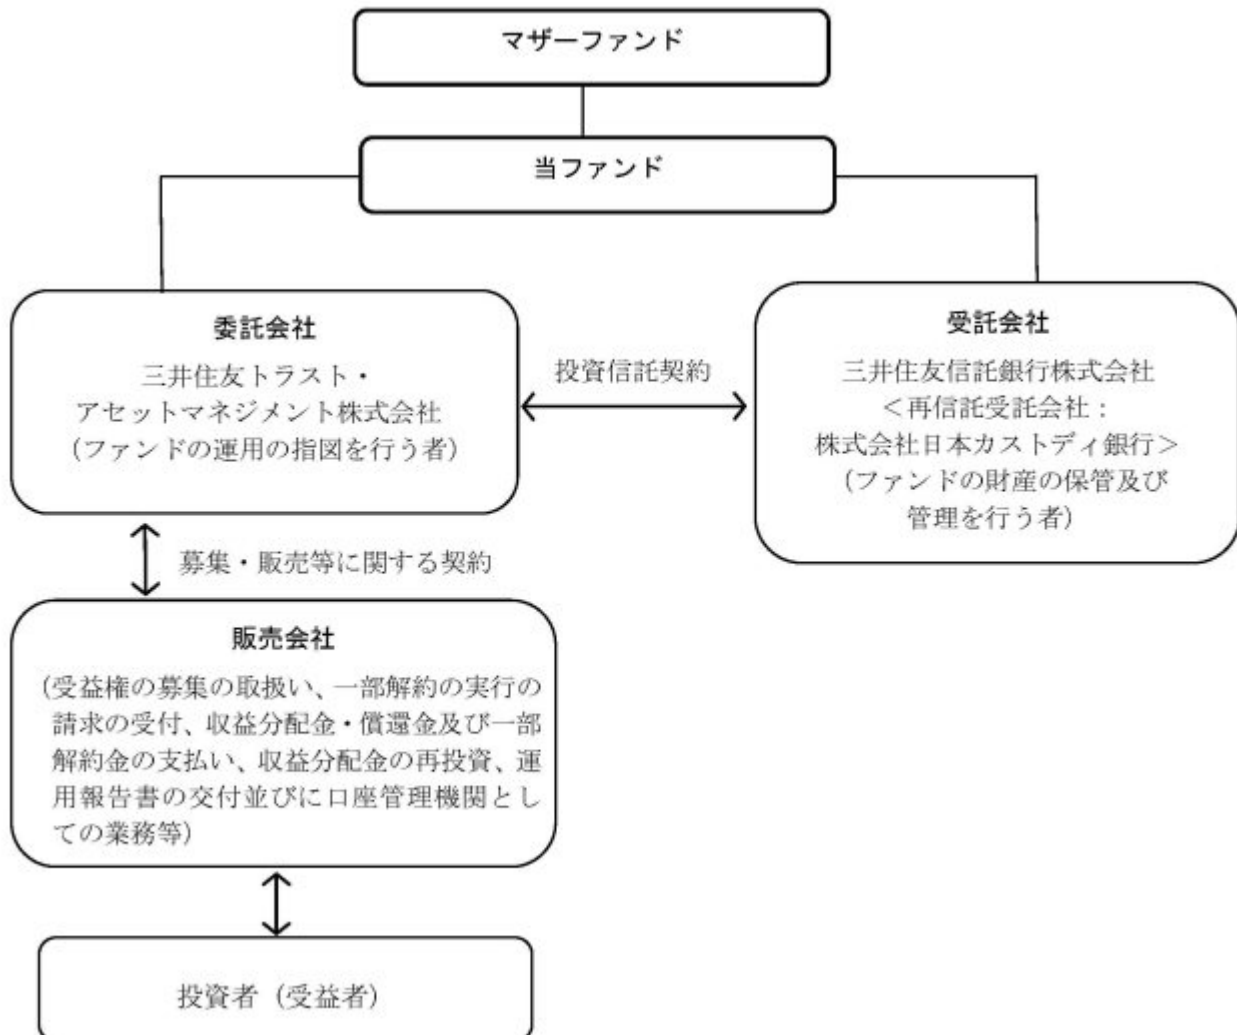 マザーファンド
当ファンド
委託会社
三井住友トラスト・
アセットマネジメント株式会社
（ファンドの運用の指図を行う者）
投資信託契約
受託会社
三井住友信託銀行株式会社
＜再信託受託会社：
株式会社日本カストディ銀行＞
（ファンドの財産の保管及び
管理を行う者）
募集・販売等に関する契約
販売会社
（受益権の募集の取扱い、一部解約の実行の
請求の受付、収益分配金・償還金及び一部
解約金の支払い、収益分配金の再投資、運
用報告書の交付並びに口座管理機関とし
ての業務等）
投資者（受益者）